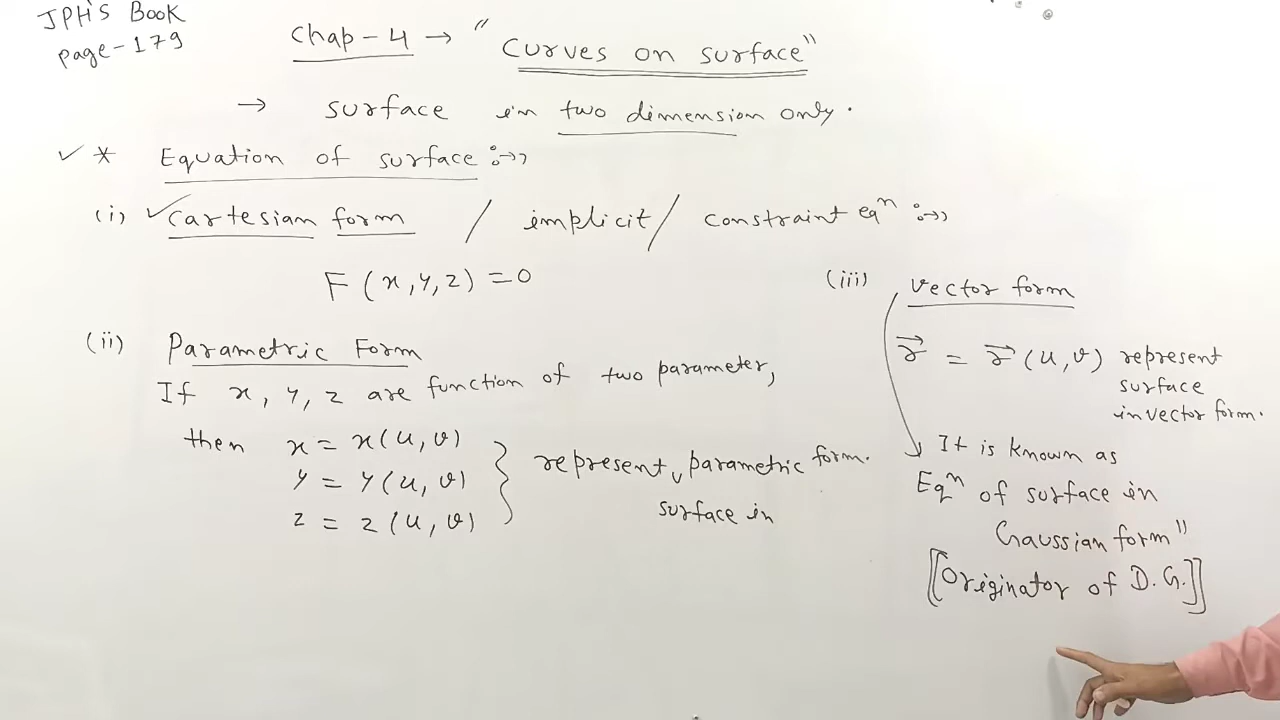 JPH'S Book
page-179
Chap-4 → "Curves on surface"
→ surface in two dimension only.
✓ * Equation of surface :→
(i) ✓ Cartesian form / implicit / constraint eqⁿ :→
F (x, y, z) = 0
(ii) Parametric Form
If x, y, z are function of two parameter,
then x = x(u, v)
y = y(u, v)
z = z(u, v)
represent, parametric form.
surface in
(iii) vector form
r⃗ = r⃗ (u, v) represent
surface
in vector form.
It is known as
Eqⁿ of surface in
Gaussian form"
[[Originator of D.G.]]